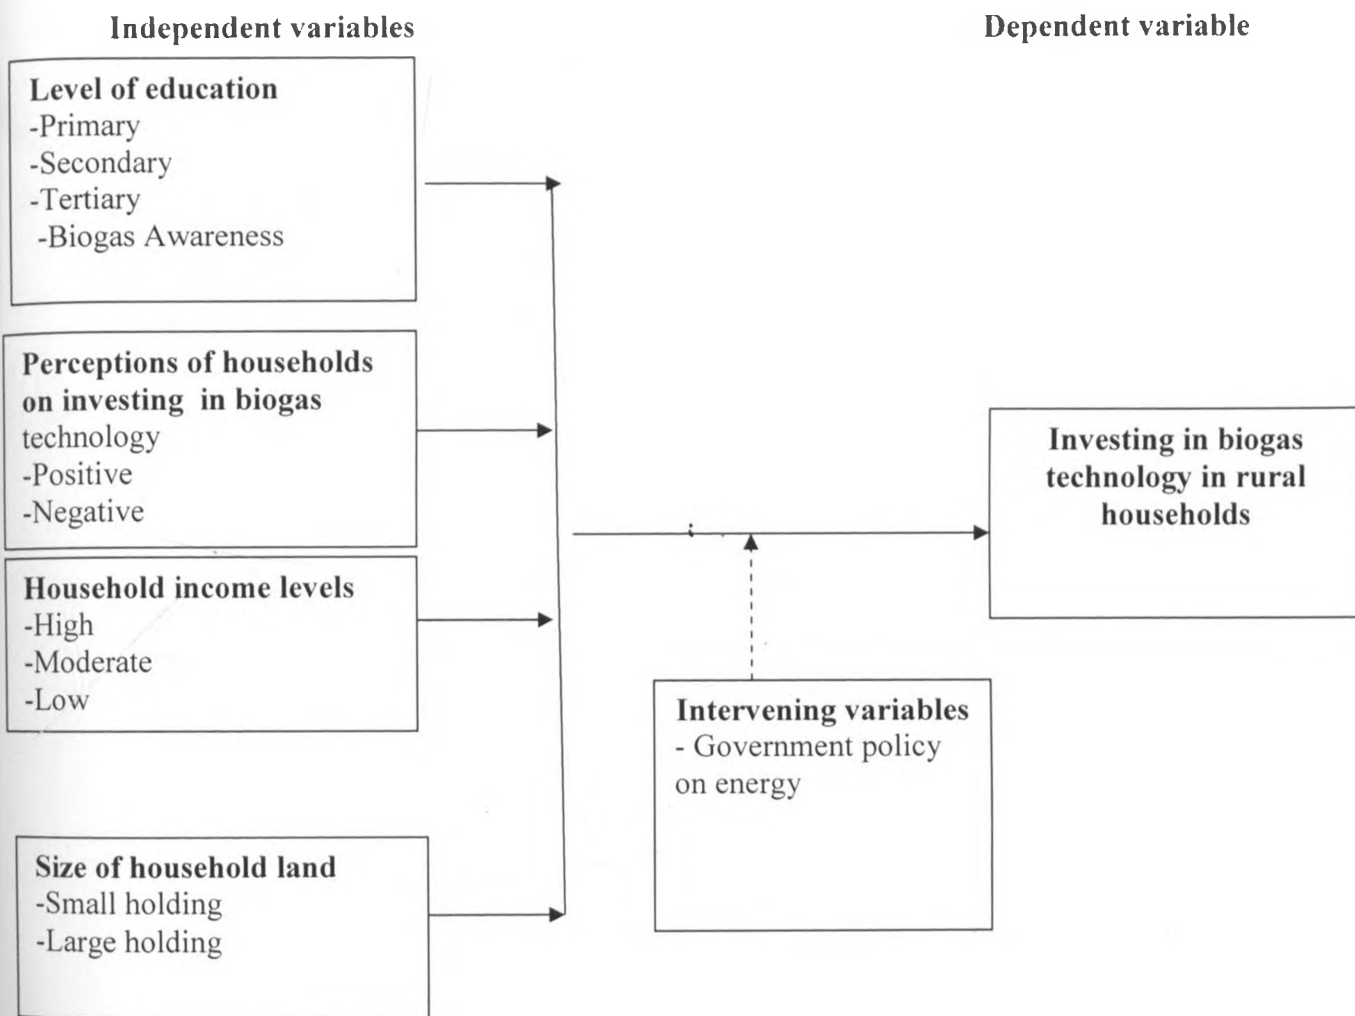 Independent variables
Dependent variable
Level of education
-Primary
-Secondary
-Tertiary
-Biogas Awareness
Perceptions of households
on investing in biogas
technology
-Positive
-Negative
Household income levels
-High
-Moderate
-Low
Size of household land
-Small holding
-Large holding
Intervening variables
- Government policy
on energy
Investing in biogas
technology in rural
households